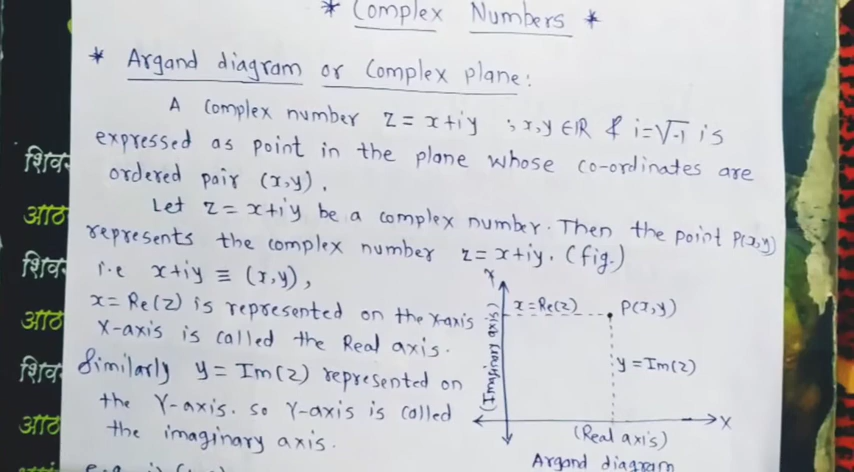 * Complex Numbers *
* Argand diagram or Complex plane:
A Complex number z = x+iy ; x,y ∈ IR & i=√-1 is
expressed as point in the plane whose co-ordinates are
ordered pair (x,y).
Let z = x+iy be a complex number. Then the point P(x,y)
represents the complex number z = x+iy. (fig.)
i.e x+iy ≡ (x,y),
x = Re(z) is represented on the x-axis
X-axis is called the Real axis.
Similarly y = Im(z) represented on
the Y-axis. so Y-axis is called
the imaginary axis.
Y
x = Re(z)
P(x,y)
(Imaginary axis)
y = Im(z)
X
(Real axis)
Argand diagram
शिव
आठ
शिव
आठ
शिव
आठ